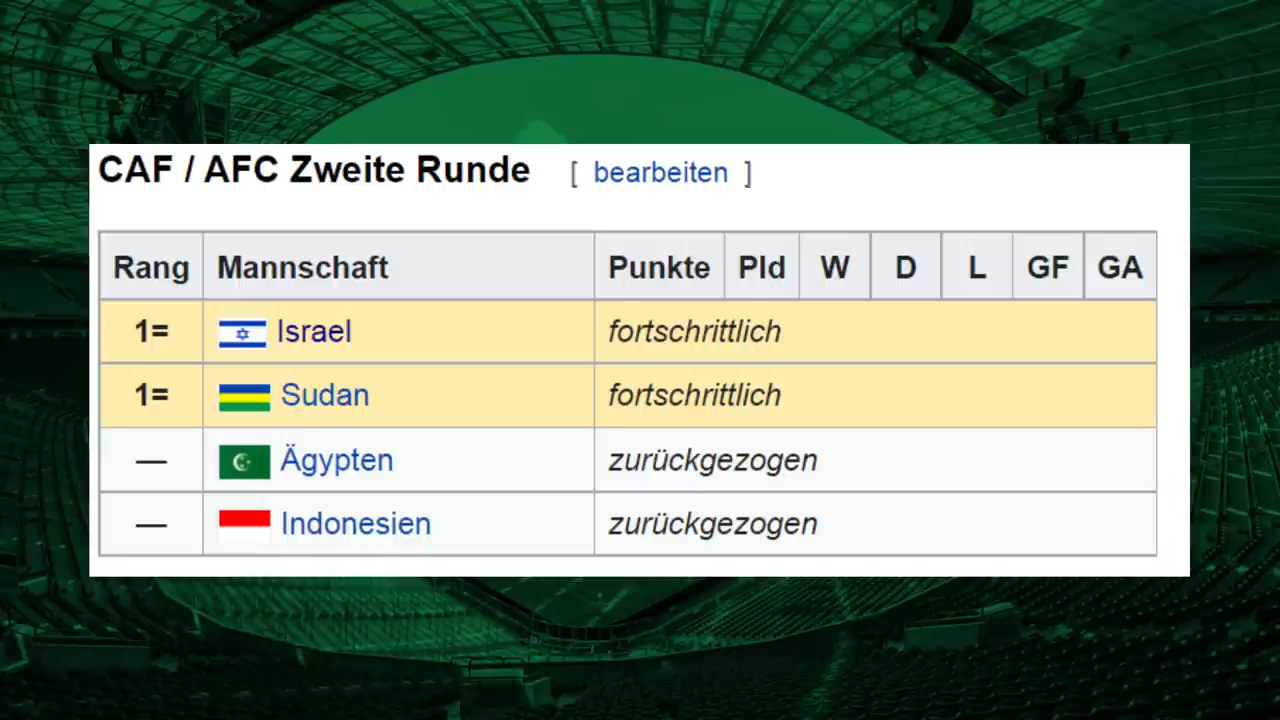 CAF / AFC Zweite Runde [ bearbeiten ]
Rang Mannschaft Punkte Pld W D L GF GA
1= Israel fortschrittlich
1= Sudan fortschrittlich
— Ägypten zurückgezogen
— Indonesien zurückgezogen